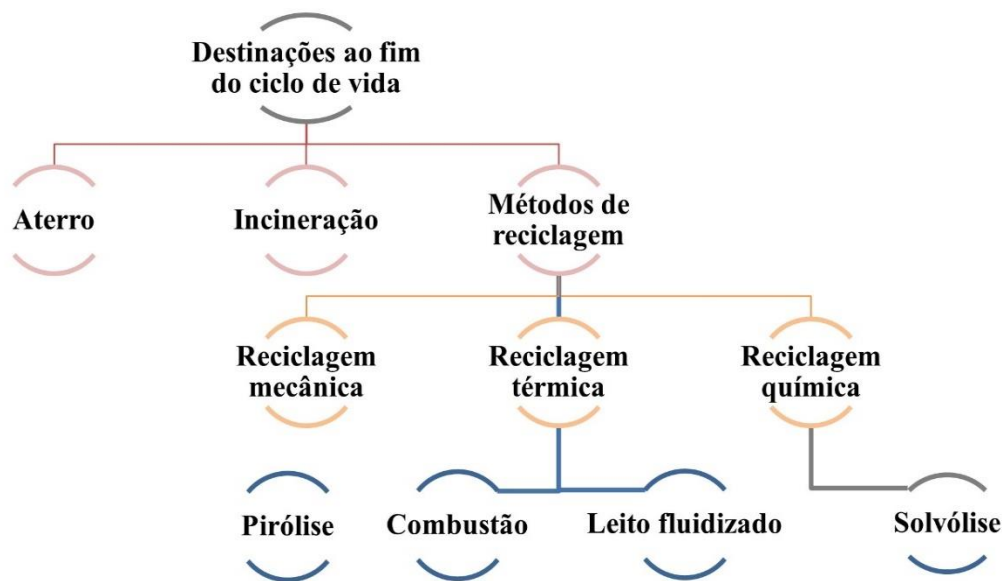 Destinações ao fim
do ciclo de vida
Aterro
Incineração
Métodos de
reciclagem
Reciclagem
mecânica
Reciclagem
térmica
Reciclagem
química
Pirólise
Combustão
Leito fluidizado
Solvólise